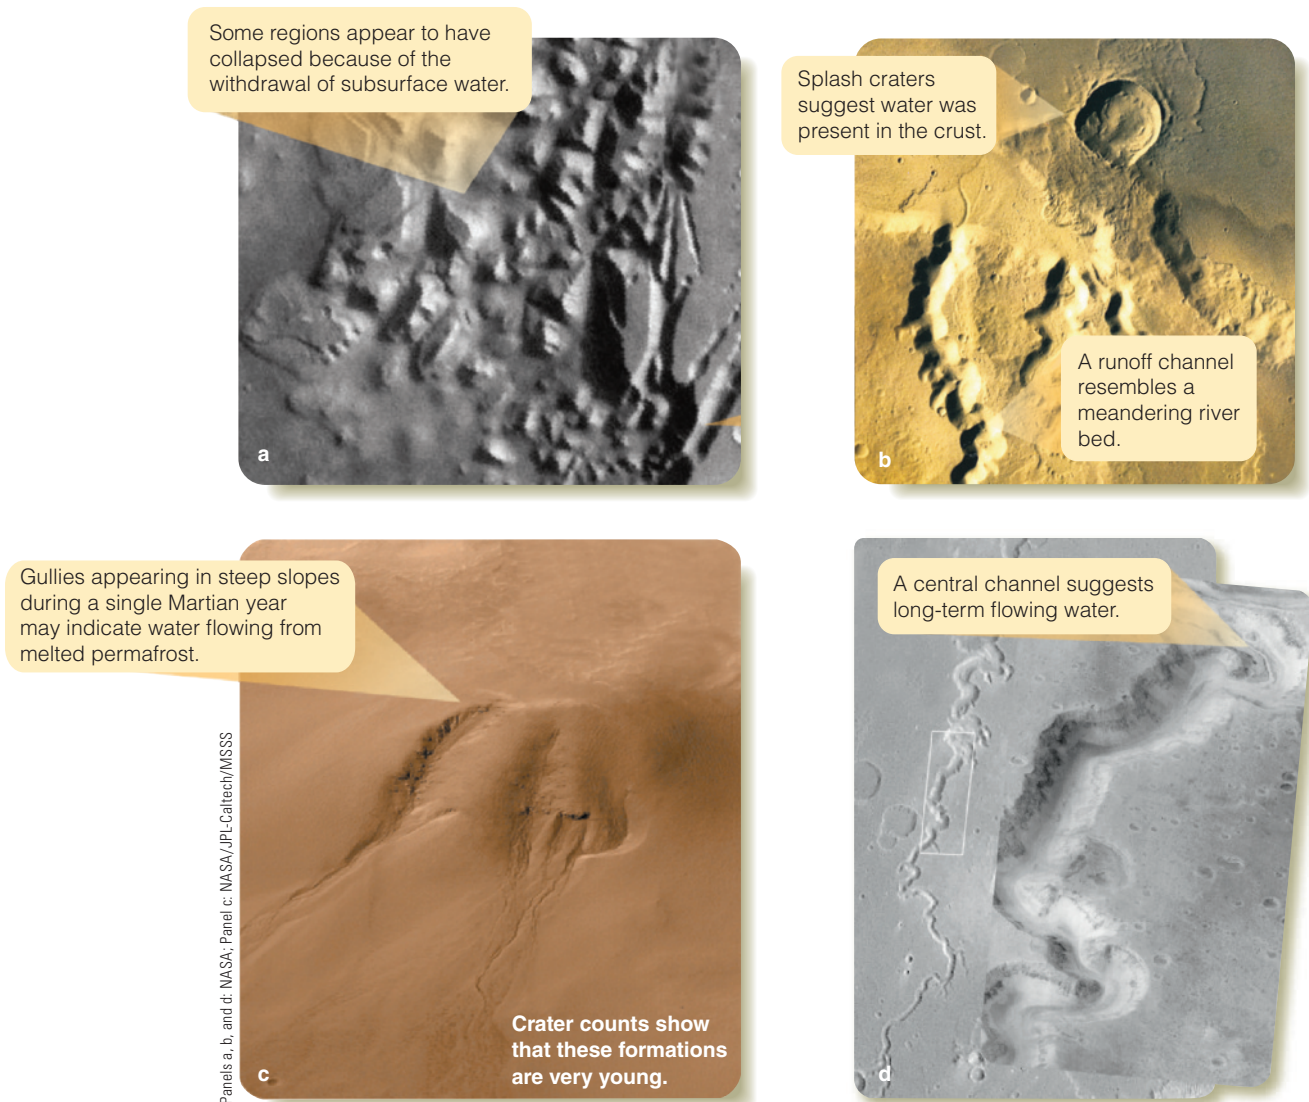 Some regions appear to have
collapsed because of the
withdrawal of subsurface water.
a
Splash craters
suggest water was
present in the crust.
A runoff channel
resembles a
meandering river
bed.
b
Gullies appearing in steep slopes
during a single Martian year
may indicate water flowing from
melted permafrost.
Crater counts show
that these formations
are very young.
c
A central channel suggests
long-term flowing water.
d
Panels a, b, and d: NASA; Panel c: NASA/JPL-Caltech/MSSS